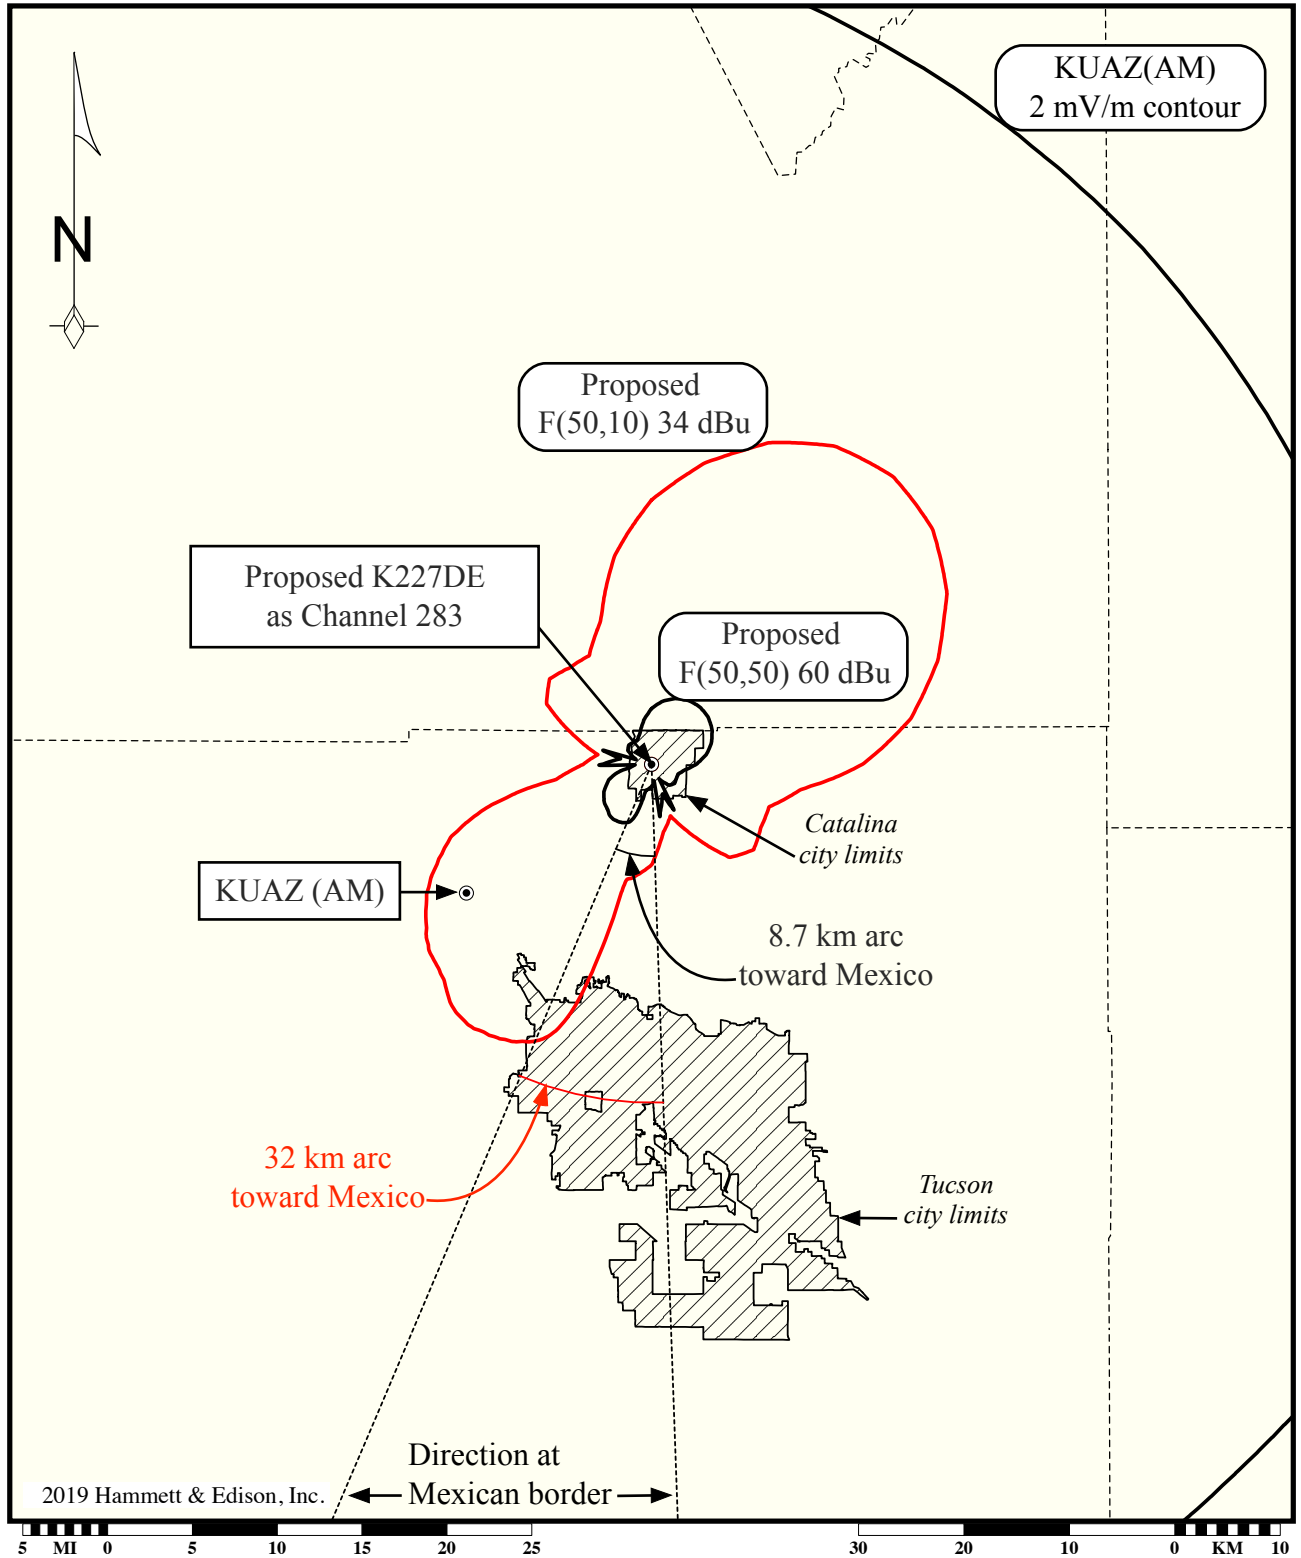 KUAZ(AM)
2 mV/m contour
N
Proposed
F(50,10) 34 dBu
Proposed K227DE
as Channel 283
Proposed
F(50,50) 60 dBu
Catalina
city limits
KUAZ (AM)
8.7 km arc
toward Mexico
32 km arc
toward Mexico
Tucson
city limits
Direction at
Mexican border
2019 Hammett & Edison, Inc.
5 MI 0 5 10 15 20 25 30 20 10 0 KM 10